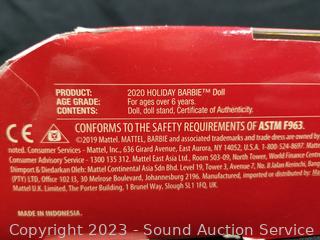 PRODUCT: 2020 HOLIDAY BARBIE™ Doll
AGE GRADE: For ages over 6 years.
CONTENTS: Doll, doll stand, Certificate of Authenticity.
CE CONFORMS TO THE SAFETY REQUIREMENTS OF ASTM F963.
©2019 Mattel. MATTEL, BARBIE and associated trademarks and trade dress are owned by
noted. Consumer Services - Mattel, Inc., 636 Girard Avenue, East Aurora, NY 14052, U.S.A. 1-800-524-8697. Matte
Consumer Advisory Service - 1300 135 312. Mattel East Asia Ltd., Room 503-09, North Tower, World Finance Centre
Diimport & Diedarkan Oleh: Mattel Continental Asia Sdn Bhd. Level 19, Tower 3, Avenue 7, No. 8 Jalan Kerinchi, Bang
(PTY) LTD, Office 102 I3, 30 Melrose Boulevard, Johannesburg 2196. Manufactured, imported or distributed by: Ma
Mattel U.K. Limited, The Porter Building, 1 Brunel Way, Slough SL1 1FQ, UK.
MADE IN INDONESIA.
Copyright 2023 - Sound Auction Service